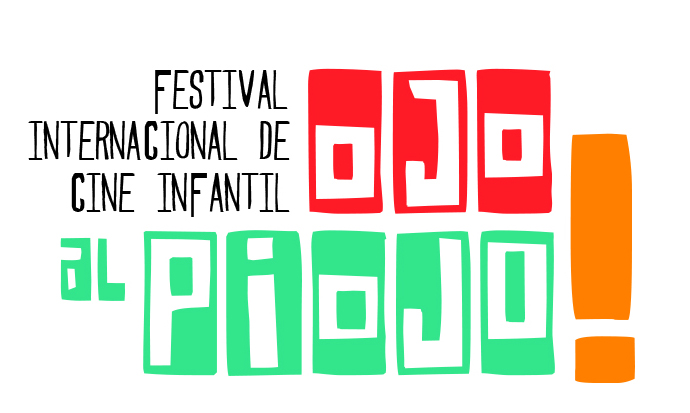 FESTIVAL
INTERNACIONAL DE
CINE INFANTIL
OJO
aL PiOJO!